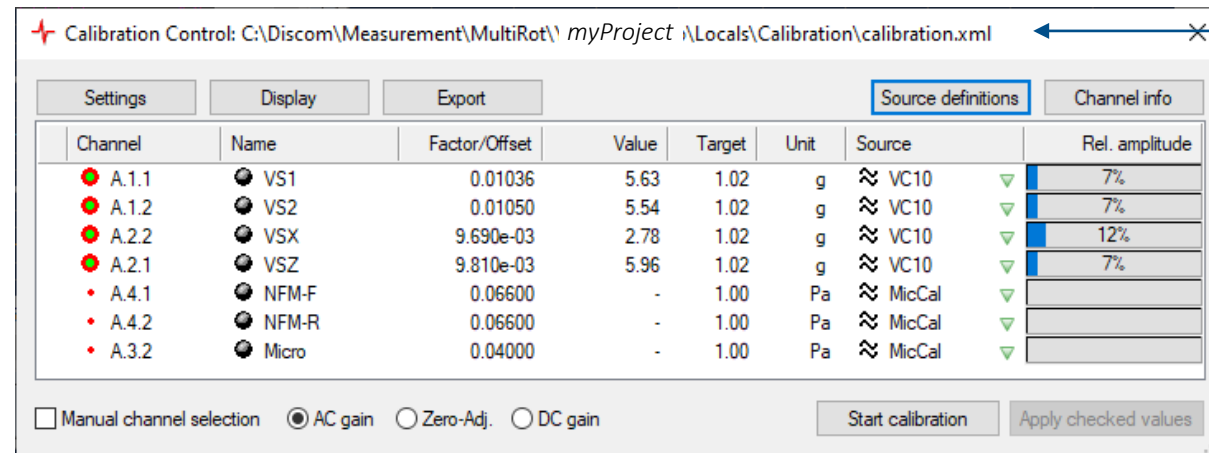 Calibration Control: C:\Discom\Measurement\MultiRot\ myProject \Locals\Calibration\calibration.xml
Settings Display Export Source definitions Channel info
Channel Name Factor/Offset Value Target Unit Source Rel. amplitude
A.1.1 VS1 0.01036 5.63 1.02 g VC10 7%
A.1.2 VS2 0.01050 5.54 1.02 g VC10 7%
A.2.2 VSX 9.690e-03 2.78 1.02 g VC10 12%
A.2.1 VSZ 9.810e-03 5.96 1.02 g VC10 7%
A.4.1 NFM-F 0.06600 - 1.00 Pa MicCal
A.4.2 NFM-R 0.06600 - 1.00 Pa MicCal
A.3.2 Micro 0.04000 - 1.00 Pa MicCal
Manual channel selection AC gain Zero-Adj. DC gain Start calibration Apply checked values